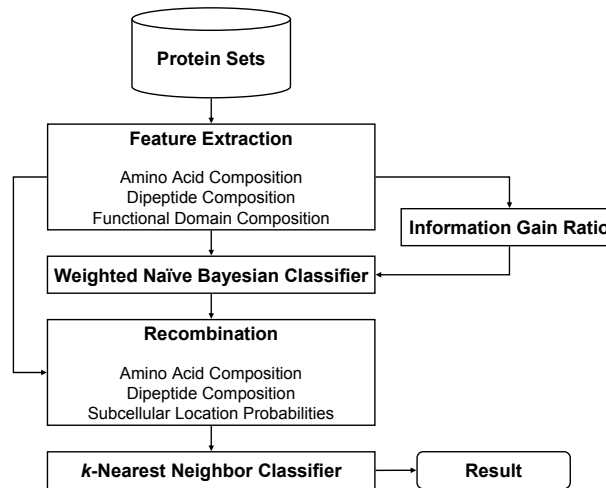 Protein Sets
Feature Extraction
Amino Acid Composition
Dipeptide Composition
Functional Domain Composition
Information Gain Ratio
Weighted Naïve Bayesian Classifier
Recombination
Amino Acid Composition
Dipeptide Composition
Subcellular Location Probabilities
k-Nearest Neighbor Classifier
Result